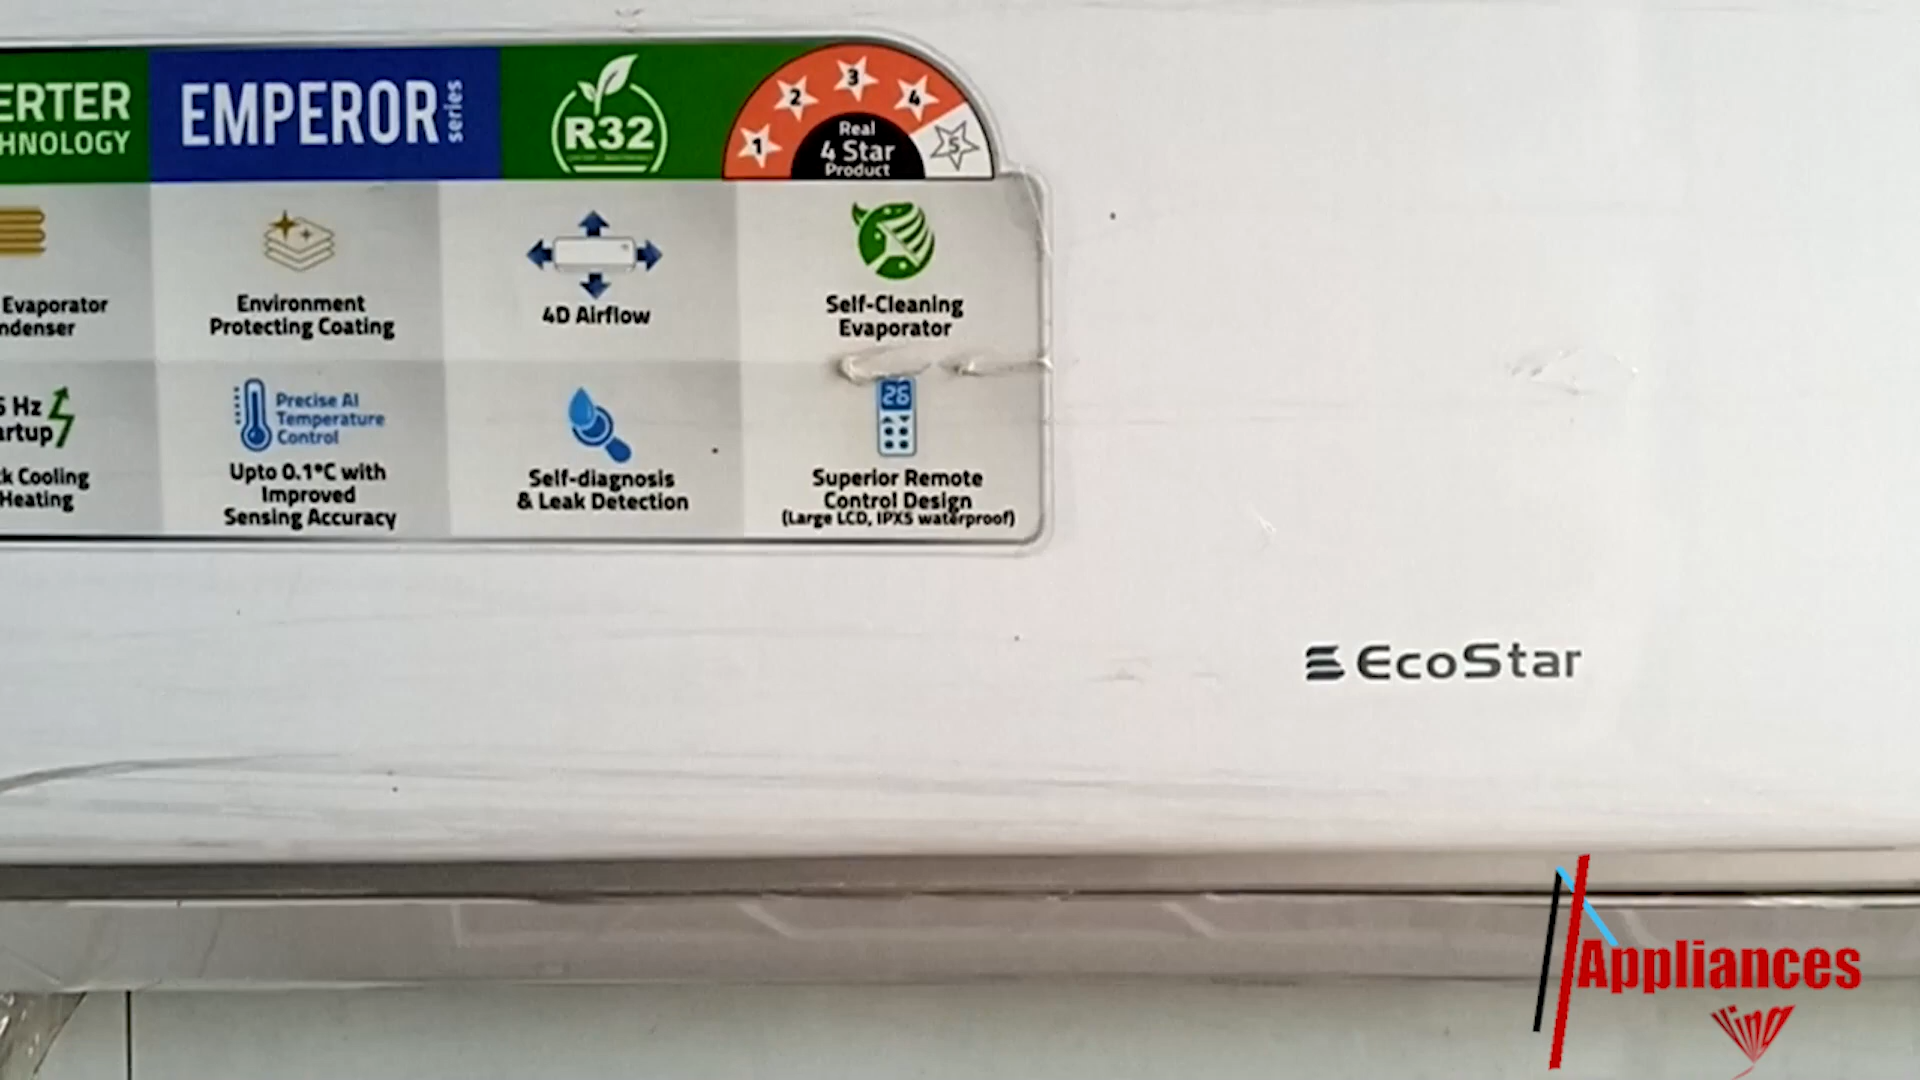 ERTER
HNOLOGY
EMPEROR
series
R32
1 2 3 4 5
Real
4 Star
Product
Evaporator
ndenser
Environment
Protecting Coating
4D Airflow
Self-Cleaning
Evaporator
5 Hz
artup
k Cooling
Heating
Precise AI
Temperature
Control
Upto 0.1°C with
Improved
Sensing Accuracy
Self-diagnosis
& Leak Detection
26
Superior Remote
Control Design
(Large LCD, IPX5 waterproof)
EcoStar
Appliances